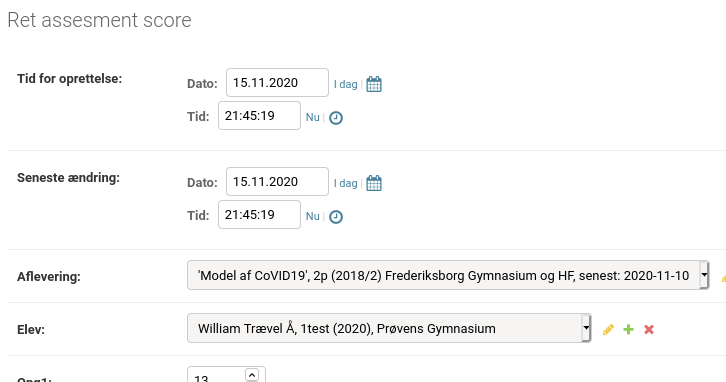 Ret assesment score
Tid for oprettelse:
Dato: 15.11.2020 I dag
Tid: 21:45:19 Nu
Seneste ændring:
Dato: 15.11.2020 I dag
Tid: 21:45:19 Nu
Aflevering: 'Model af CoVID19', 2p (2018/2) Frederiksborg Gymnasium og HF, senest: 2020-11-10
Elev: William Trævel Å, 1test (2020), Prøvens Gymnasium
Opg1: 13